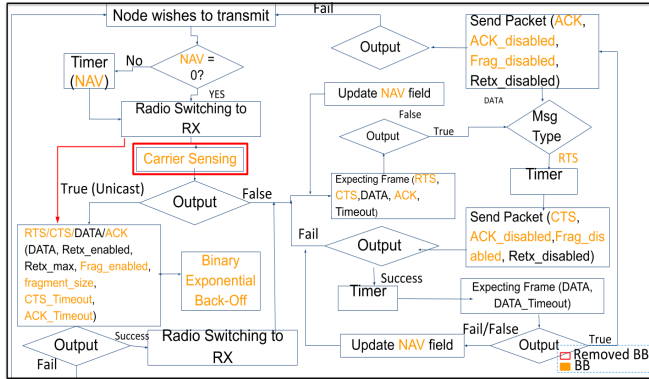 Node wishes to transmit
Fail
Send Packet (ACK,
ACK_disabled,
Frag_disabled,
Retx_disabled)
Output
Timer
(NAV)
No
NAV =
0?
YES
Update NAV field
DATA
Msg
Type
False
Output
True
RTS
Radio Switching to
RX
Carrier Sensing
Expecting Frame (RTS,
CTS,DATA, ACK,
Timeout)
Timer
True (Unicast)
Output
False
Fail
Send Packet (CTS,
ACK_disabled,Frag_dis
abled, Retx_disabled)
Output
RTS/CTS/DATA/ACK
(DATA, Retx_enabled,
Retx_max, Frag_enabled,
fragment_size,
CTS_Timeout,
ACK_Timeout)
Binary
Exponential
Back-Off
Success
Timer
Expecting Frame (DATA,
DATA_Timeout)
Output
Success
Fail
Radio Switching to
RX
Update NAV field
Fail/False
Output
True
Removed BB
BB